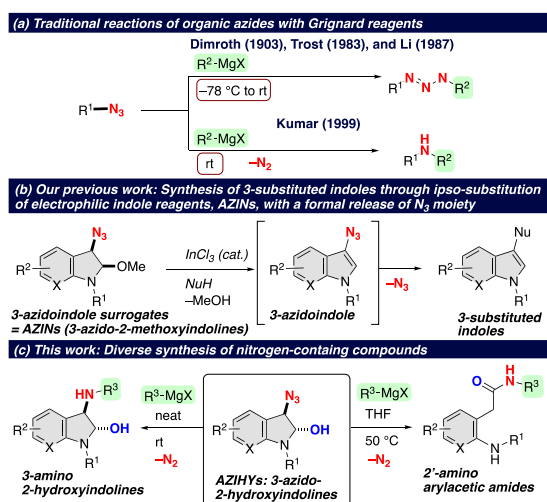 (a) Traditional reactions of organic azides with Grignard reagents
Dimroth (1903), Trost (1983), and Li (1987)
R2-MgX
–78 °C to rt
R1 N N N R2
R1 N3
Kumar (1999)
R2-MgX
rt –N2
R1 H N R2
(b) Our previous work: Synthesis of 3-substituted indoles through ipso-substitution
of electrophilic indole reagents, AZINs, with a formal release of N3 moiety
N3
R2 OMe
X N
R1
3-azidoindole surrogates
= AZINs (3-azido-2-methoxyindolines)
InCl3 (cat.)
NuH
–MeOH
N3
R2
X N
R1
3-azidoindole
–N3
Nu
R2
X N
R1
3-substituted
indoles
(c) This work: Diverse synthesis of nitrogen-containg compounds
HN R3
R2 OH
X N
R1
3-amino
2-hydroxyindolines
R3-MgX
neat
rt
–N2
N3
R2 OH
X N
R1
AZIHYs: 3-azido-
2-hydroxyindolines
R3-MgX
THF
50 °C
–N2
O H N R3
R2
X N R1
H
2'-amino
arylacetic amides